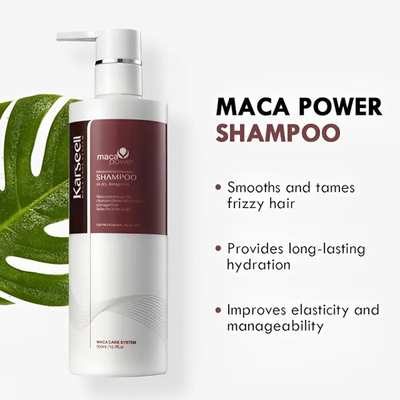 MACA POWER
SHAMPOO
• Smooths and tames
frizzy hair
• Provides long-lasting
hydration
• Improves elasticity and
manageability
Karseell
maca
power
SHAMPOO
MACA CARE SYSTEM